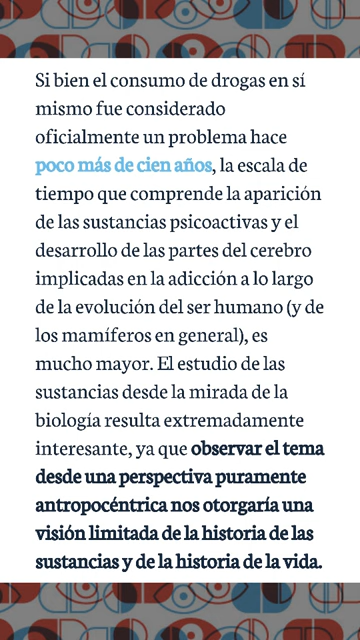 Si bien el consumo de drogas en sí
mismo fue considerado
oficialmente un problema hace
poco más de cien años, la escala de
tiempo que comprende la aparición
de las sustancias psicoactivas y el
desarrollo de las partes del cerebro
implicadas en la adicción a lo largo
de la evolución del ser humano (y de
los mamíferos en general), es
mucho mayor. El estudio de las
sustancias desde la mirada de la
biología resulta extremadamente
interesante, ya que observar el tema
desde una perspectiva puramente
antropocéntrica nos otorgaría una
visión limitada de la historia de las
sustancias y de la historia de la vida.